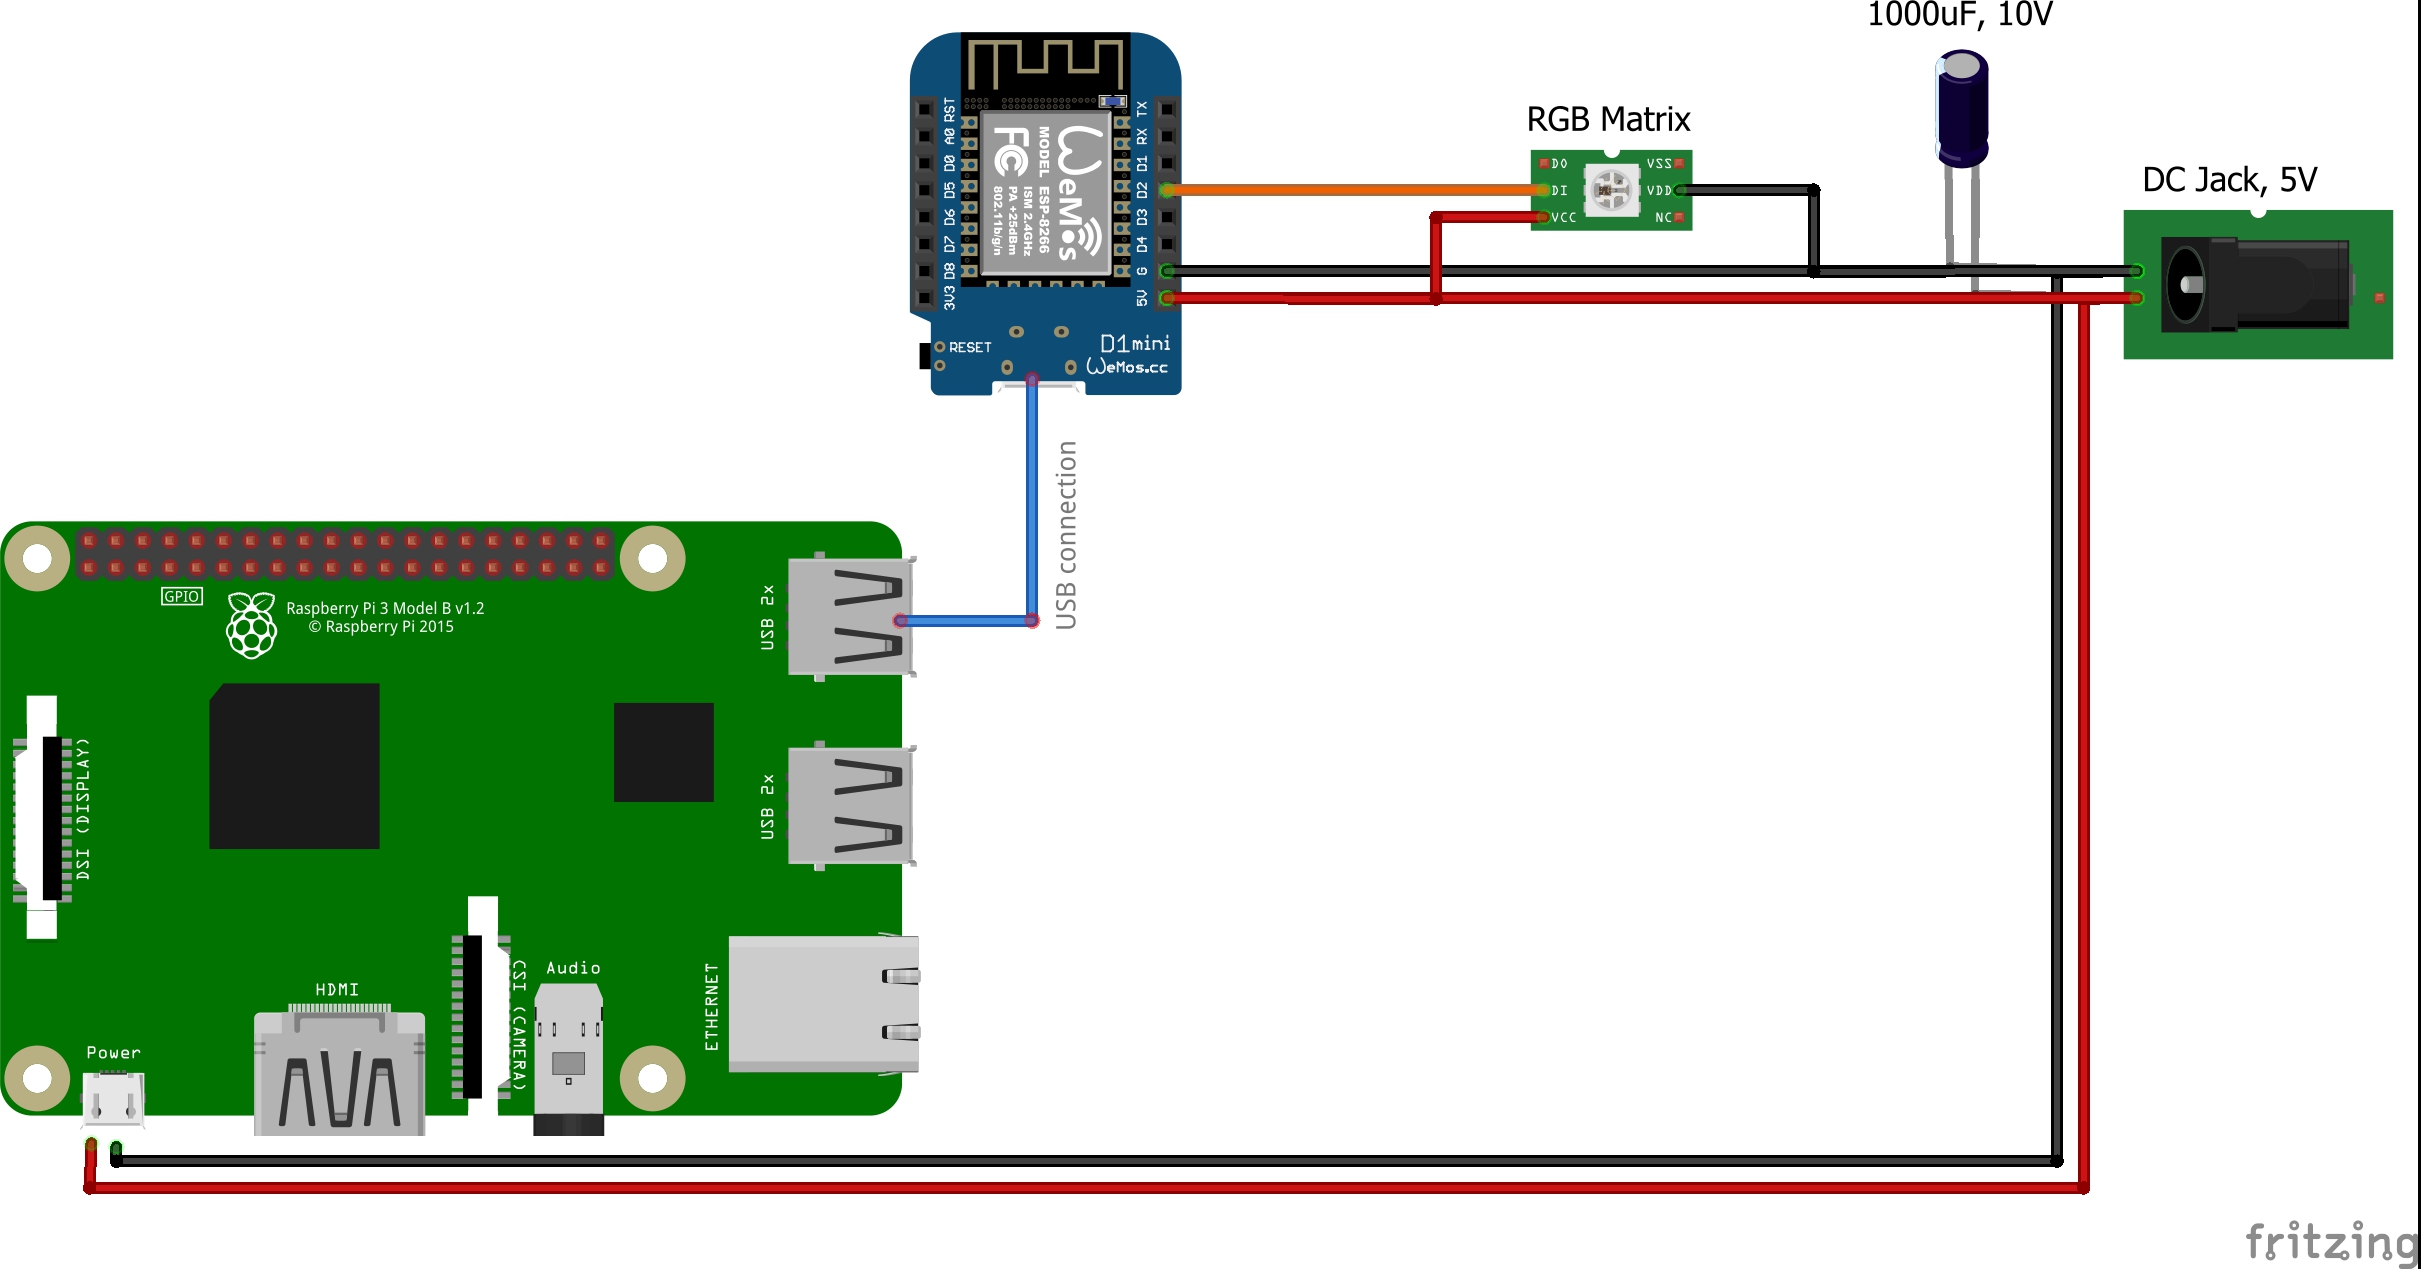 1000uF, 10V
RGB Matrix
DC Jack, 5V
RST
A0
D0
D5
D6
D7
D8
3V3
TX
RX
D1
D2
D3
D4
G
5V
WeMos
MODEL ESP-8266
ISM 2.4GHz
PA +25dBm
802.11b/g/n
FC
RESET
D1mini
WeMos.cc
DO
DI
VCC
VSS
VDD
NC
USB connection
GPIO
Raspberry Pi 3 Model B v1.2
© Raspberry Pi 2015
USB 2x
USB 2x
DSI (DISPLAY)
CSI (CAMERA)
Audio
ETHERNET
HDMI
Power
fritzing